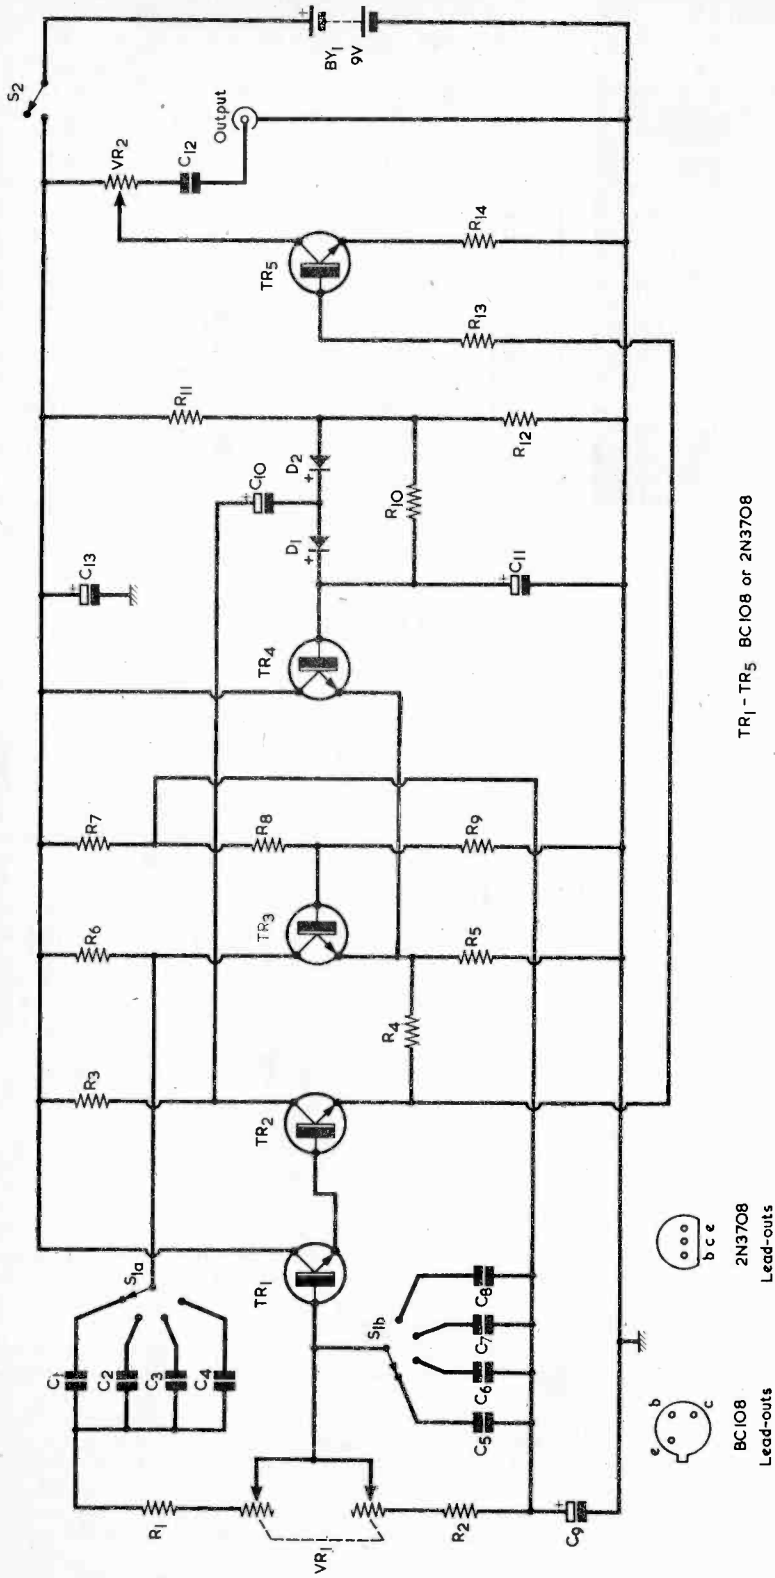 S2
BY1
9V
VR2
C12
Output
TR5
R14
R13
R11
C10
D2
D1
R10
R12
C13
C11
TR4
R7
R8
R9
R6
TR3
R5
R4
R3
TR2
S1a
C1
C2
C3
C4
TR1
S1b
C5
C6
C7
C8
R1
VR1
R2
C9
e
b
c
BC108
Lead-outs
b c e
2N3708
Lead-outs
TR1-TR5 BC108 or 2N3708
+
+
+
+
+
+
+